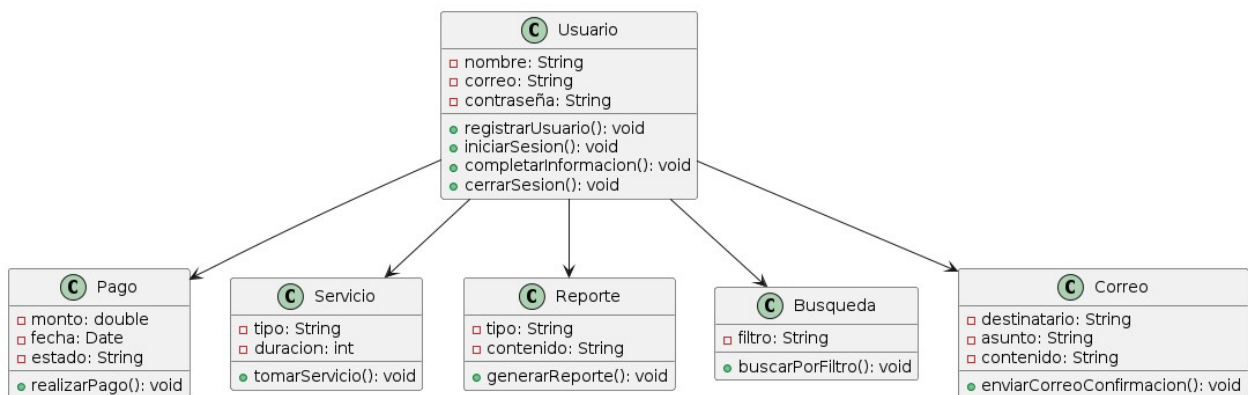 C Usuario
nombre: String
correo: String
contraseña: String
registrarUsuario(): void
iniciarSesion(): void
completarInformacion(): void
cerrarSesion(): void
C Pago
monto: double
fecha: Date
estado: String
realizarPago(): void
C Servicio
tipo: String
duracion: int
tomarServicio(): void
C Reporte
tipo: String
contenido: String
generarReporte(): void
C Busqueda
filtro: String
buscarPorFiltro(): void
C Correo
destinatario: String
asunto: String
contenido: String
enviarCorreoConfirmacion(): void